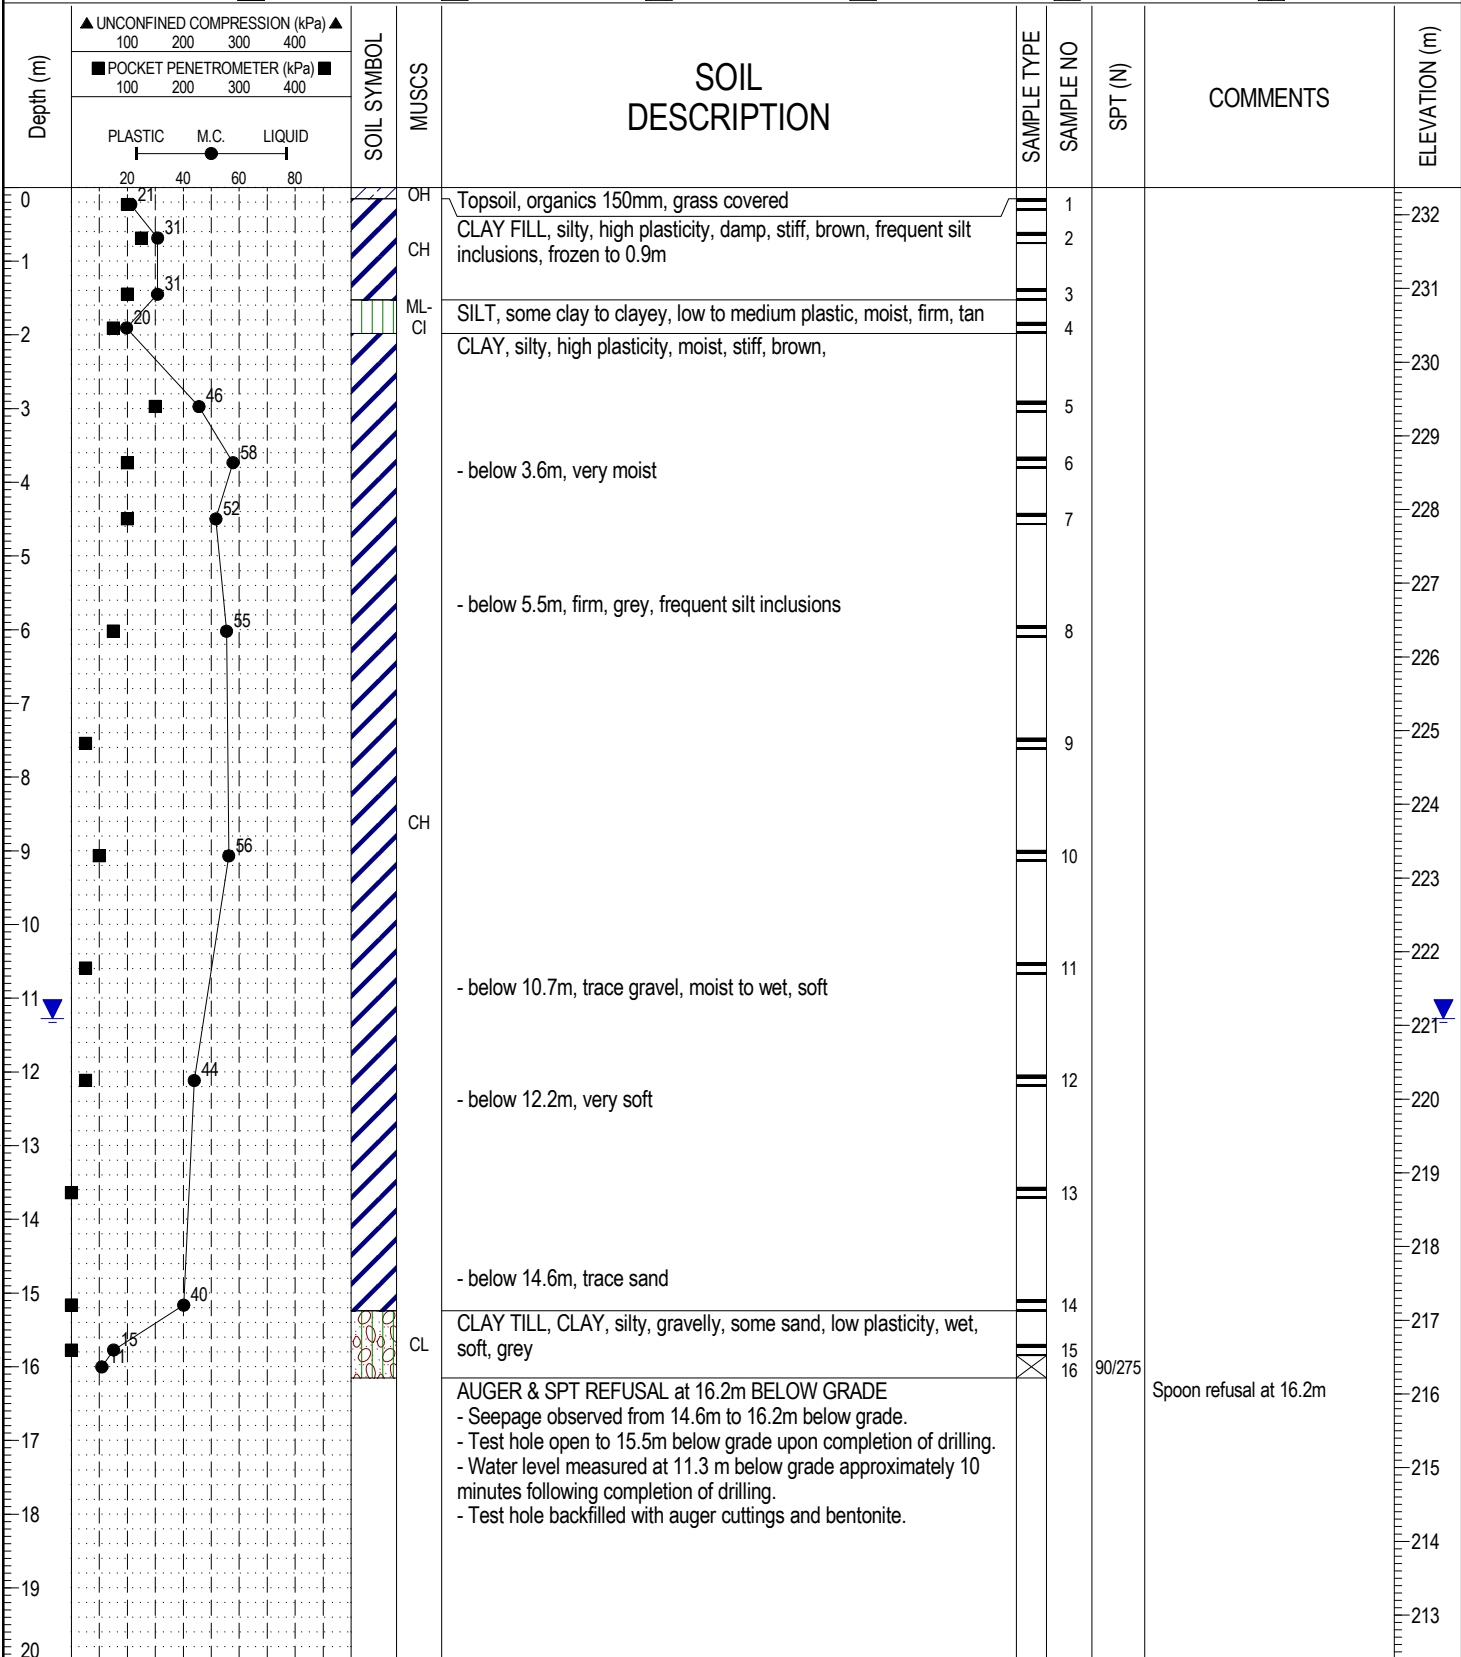 ▲ UNCONFINED COMPRESSION (kPa) ▲
100 200 300 400
■ POCKET PENETROMETER (kPa) ■
100 200 300 400
PLASTIC M.C. LIQUID
20 40 60 80
Depth (m)
SOIL SYMBOL
MUSCS
SOIL
DESCRIPTION
SAMPLE TYPE
SAMPLE NO
SPT (N)
COMMENTS
ELEVATION (m)
0
21
OH
Topsoil, organics 150mm, grass covered
1
232
31
CH
CLAY FILL, silty, high plasticity, damp, stiff, brown, frequent silt
inclusions, frozen to 0.9m
2
1
31
3
231
20
ML-
CI
SILT, some clay to clayey, low to medium plastic, moist, firm, tan
4
2
CLAY, silty, high plasticity, moist, stiff, brown,
230
46
3
5
229
58
- below 3.6m, very moist
6
4
52
7
228
5
227
- below 5.5m, firm, grey, frequent silt inclusions
55
6
8
226
7
225
9
8
224
CH
56
9
10
223
10
222
11
- below 10.7m, trace gravel, moist to wet, soft
11
221
44
12
12
- below 12.2m, very soft
220
13
219
13
14
218
- below 14.6m, trace sand
15
40
14
217
CLAY TILL, CLAY, silty, gravelly, some sand, low plasticity, wet,
soft, grey
15
CL
15
11
16
16
90/275
AUGER & SPT REFUSAL at 16.2m BELOW GRADE
Spoon refusal at 16.2m
216
- Seepage observed from 14.6m to 16.2m below grade.
17
- Test hole open to 15.5m below grade upon completion of drilling.
- Water level measured at 11.3 m below grade approximately 10
minutes following completion of drilling.
215
18
- Test hole backfilled with auger cuttings and bentonite.
214
19
213
20